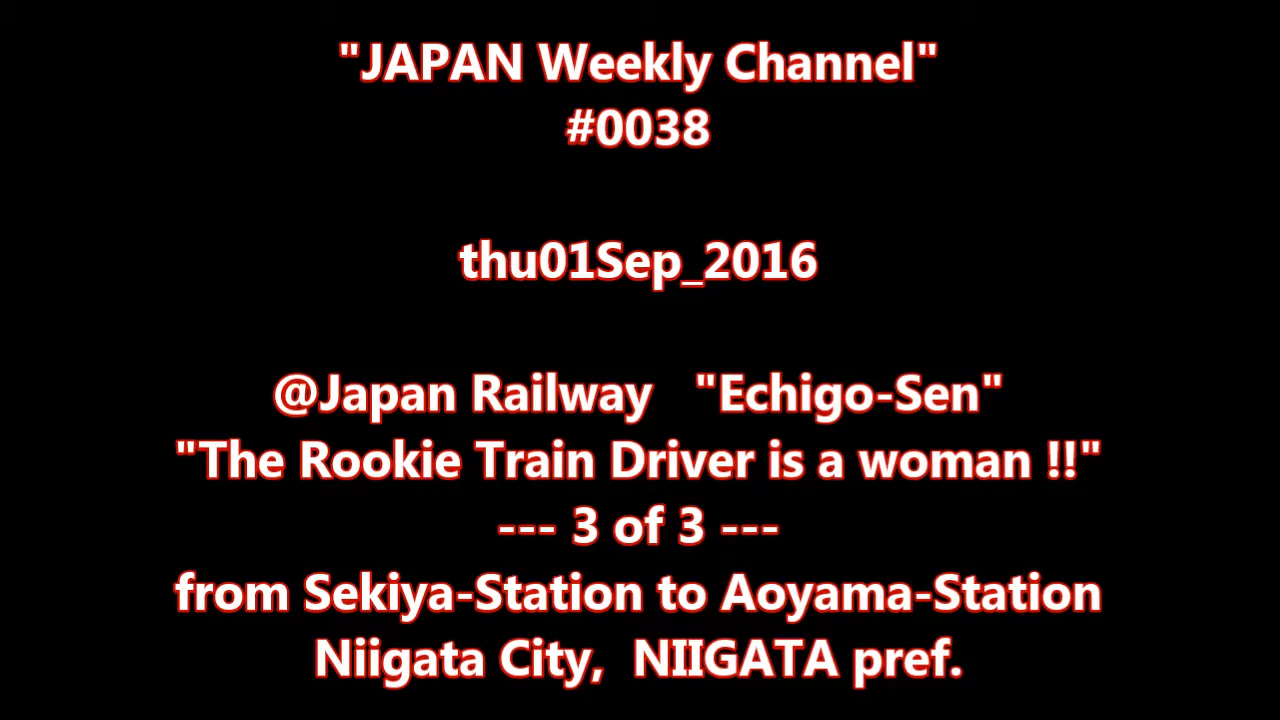 "JAPAN Weekly Channel"
#0038
thu01Sep_2016
@Japan Railway   "Echigo-Sen"
"The Rookie Train Driver is a woman !!"
--- 3 of 3 ---
from Sekiya-Station to Aoyama-Station
Niigata City,  NIIGATA pref.